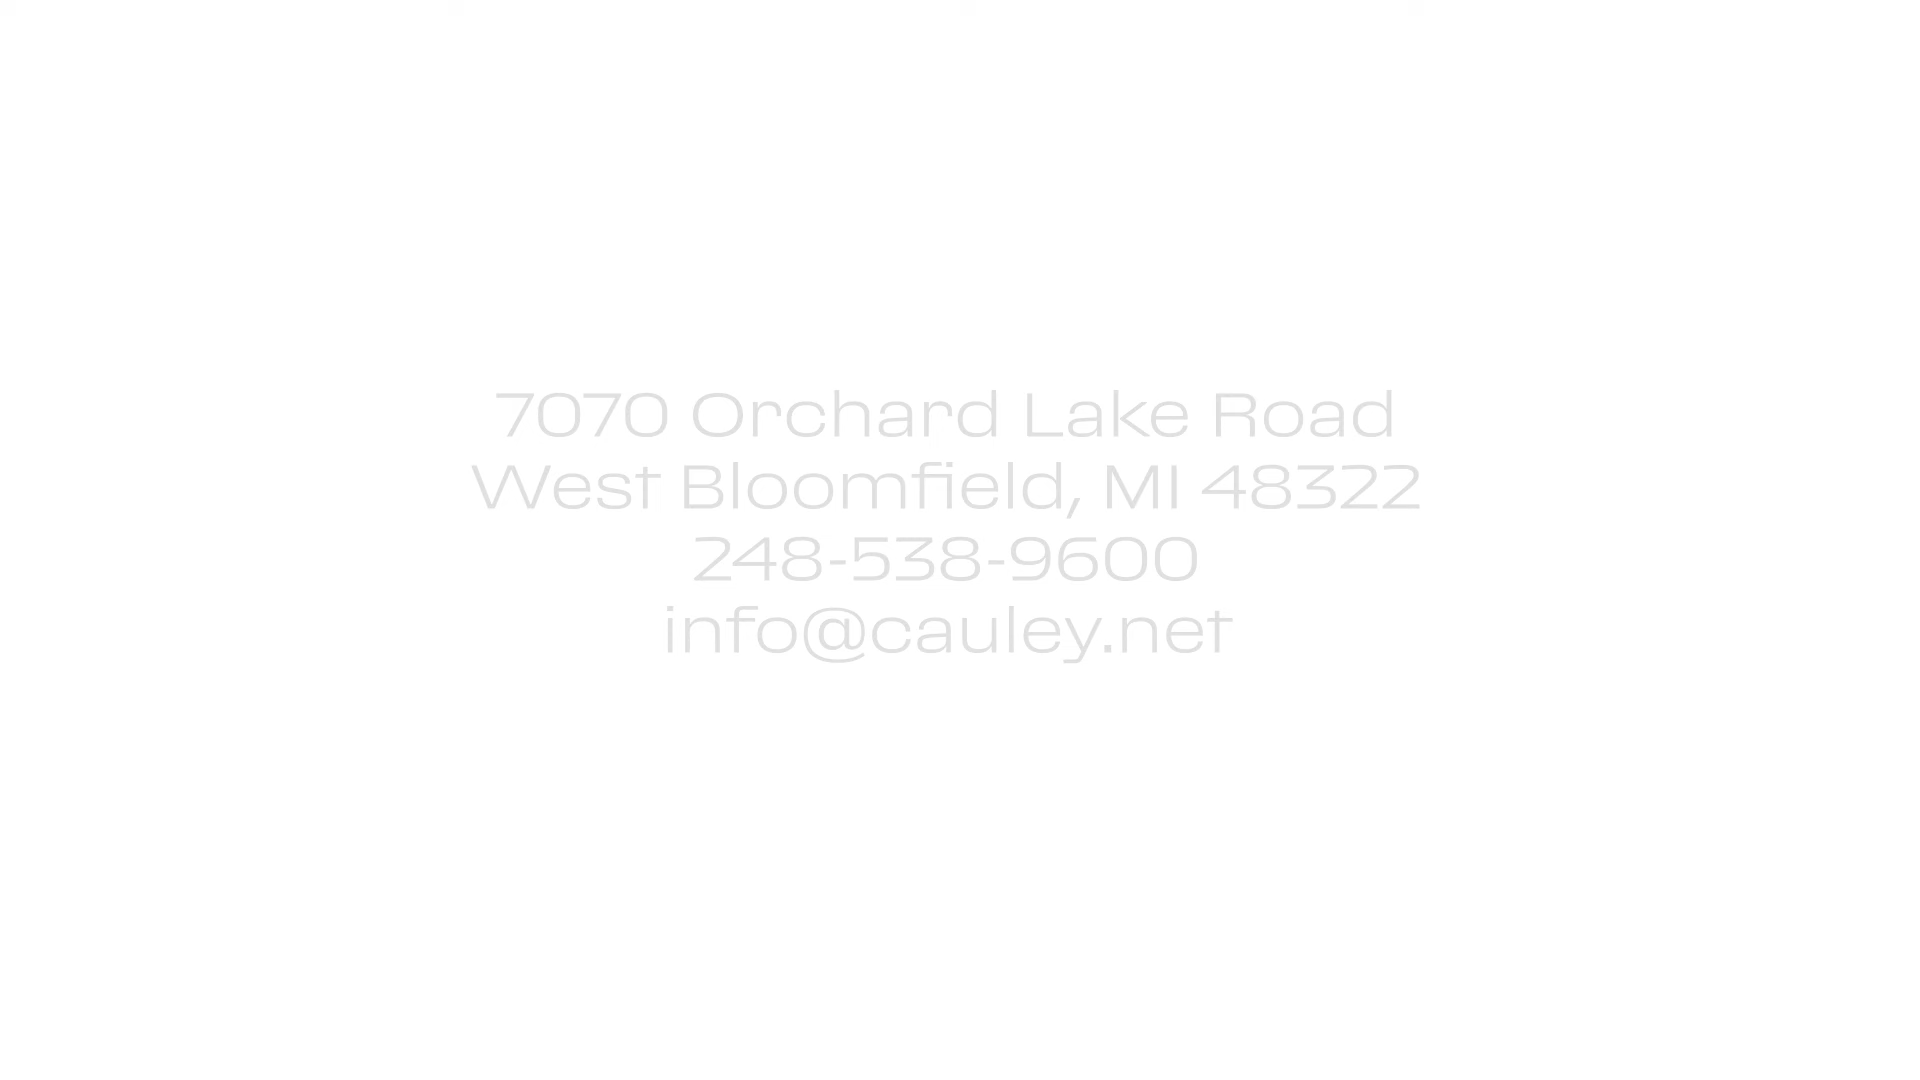 7070 Orchard Lake Road
West Bloomfield, MI 48322
248-538-9600
info@cauley.net